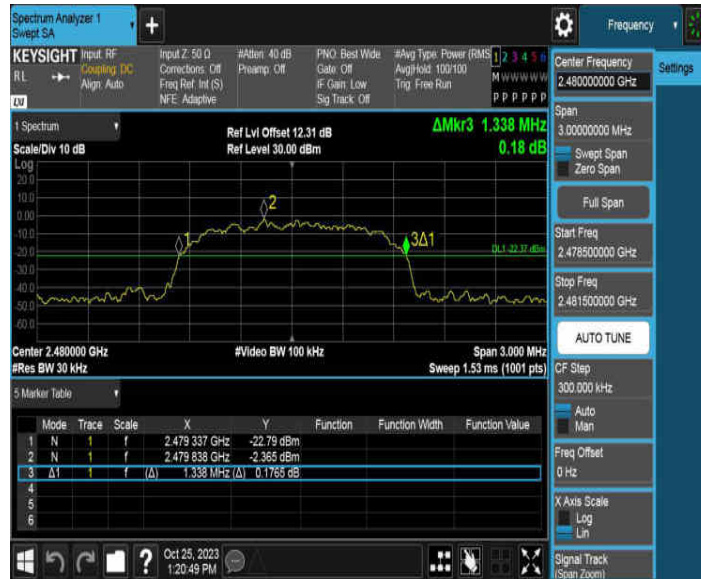 Spectrum Analyzer 1
Swept SA
+
Frequency
KEYSIGHT
RL
Input: RF
Coupling: DC
Align: Auto
Input Z: 50 Ω
Corrections: Off
Freq Ref: Int (S)
NFE: Adaptive
#Atten: 40 dB
Preamp: Off
PNO: Best Wide
Gate: Off
IF Gain: Low
Sig Track: Off
#Avg Type: Power (RMS
Avg|Hold: 100/100
Trig: Free Run
1 2 3 4 5 6
M W W W W W
P P P P P P
LXI
1 Spectrum
Scale/Div 10 dB
Ref Lvl Offset 12.31 dB
Ref Level 30.00 dBm
ΔMkr3 1.338 MHz
0.18 dB
Log
20.0
10.0
0.00
-10.0
-20.0
-30.0
-40.0
-50.0
-60.0
1
2
3Δ1
DL1 -22.37 dBm
Center 2.480000 GHz
#Res BW 30 kHz
#Video BW 100 kHz
Span 3.000 MHz
Sweep 1.53 ms (1001 pts)
5 Marker Table
Mode Trace Scale X Y Function Function Width Function Value
1 N 1 f 2.479 337 GHz -22.79 dBm
2 N 1 f 2.479 838 GHz -2.365 dBm
3 Δ1 1 f (Δ) 1.338 MHz (Δ) 0.1765 dB
4
5
6
Oct 25, 2023
1:20:49 PM
?
Center Frequency
2.480000000 GHz
Settings
Span
3.00000000 MHz
Swept Span
Zero Span
Full Span
Start Freq
2.478500000 GHz
Stop Freq
2.481500000 GHz
AUTO TUNE
CF Step
300.000 kHz
Auto
Man
Freq Offset
0 Hz
X Axis Scale
Log
Lin
Signal Track
(Span Zoom)